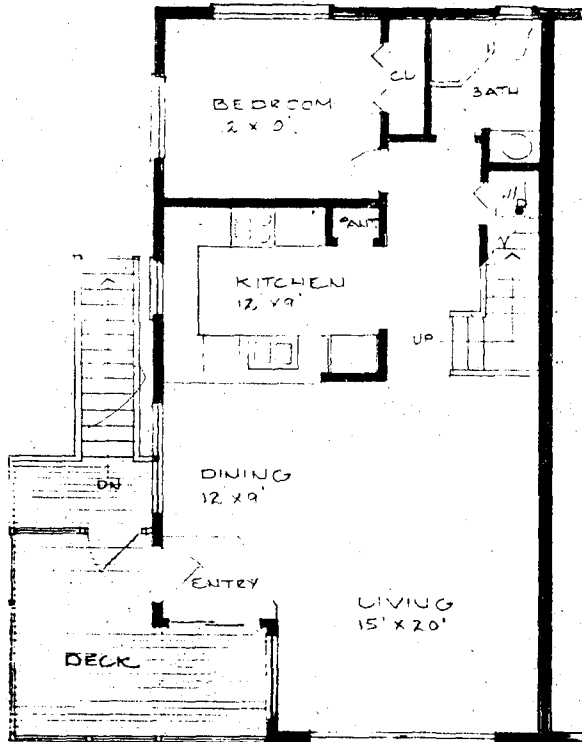 BEDROOM
CL
BATH
PANT.
KITCHEN
12' x 9'
UP
DN
DINING
12' x 9'
ENTRY
LIVING
15' x 20'
DECK